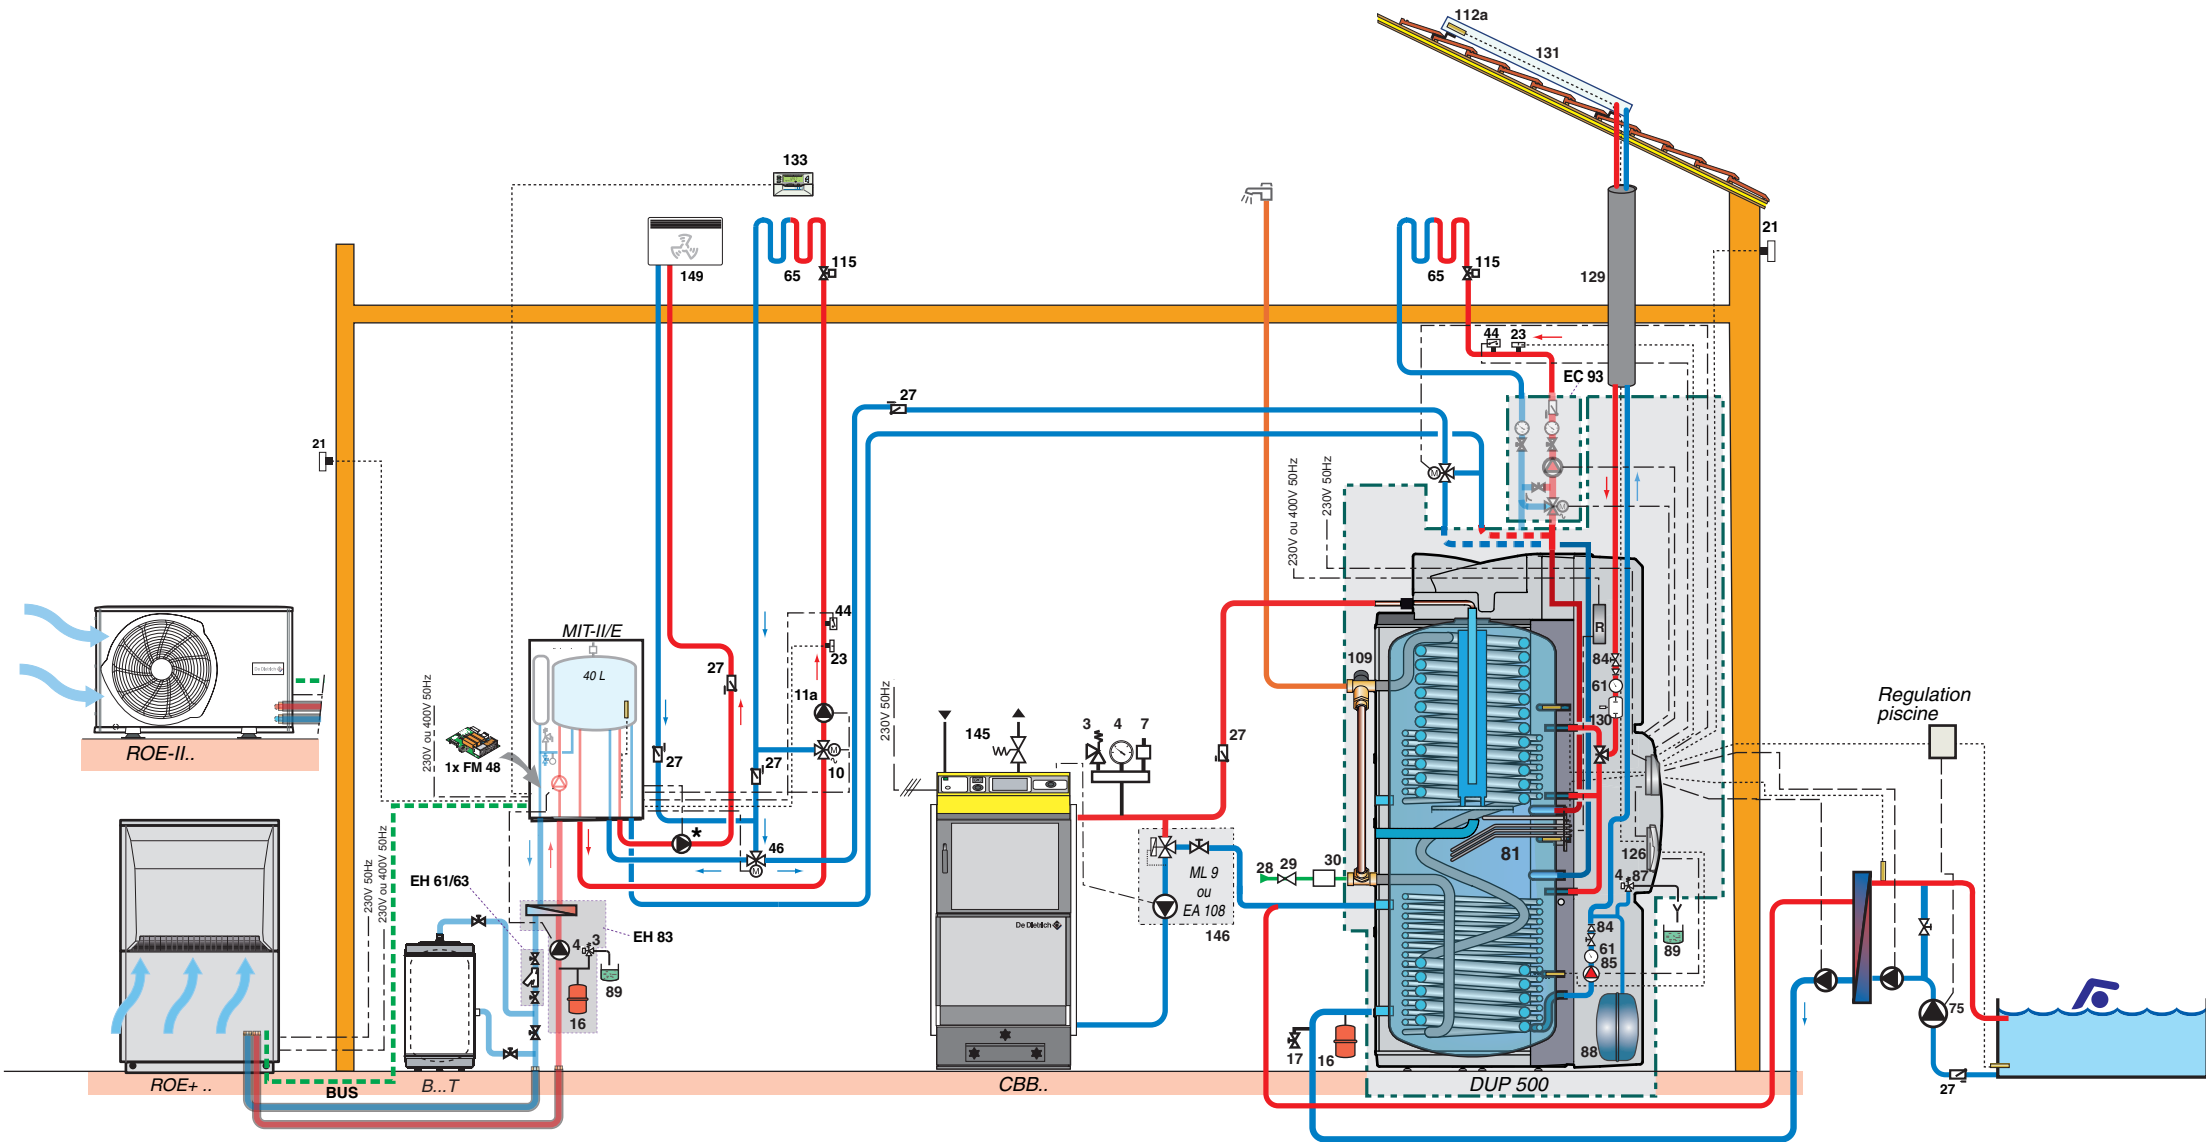 112a
131
133
21
149
65
115
65
115
129
44
23
EC 93
27
21
230V ou 400V 50Hz
230V 50Hz
M
M
44
MIT-II/E
40 L
23
27
11a
109
R
84
61
130
Regulation
piscine
De Dietrich
230V ou 400V 50Hz
230V 50Hz
145
3
4
7
27
ROE-II..
1x FM 48
27
27
10
M
*
46
M
28
29
30
ML 9
ou
EA 108
146
81
126
4
87
EH 61/63
230V 50Hz
230V ou 400V 50Hz
4
3
EH 83
De Dietrich
84
61
85
89
89
16
17
16
88
75
27
ROE+ ..
BUS
B...T
CBB..
DUP 500